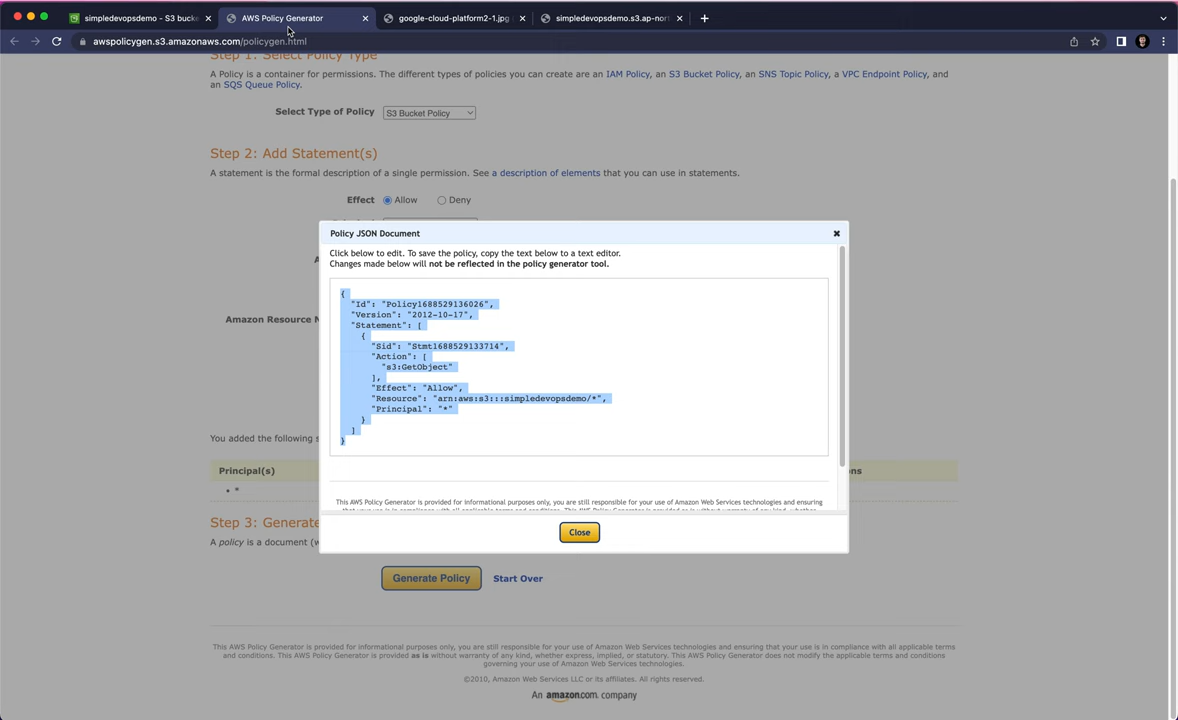 simpledevopsdemo - S3 bucke
AWS Policy Generator
google-cloud-platform2-1.jpg
simpledevopsdemo.s3.ap-nor
awspolicygen.s3.amazonaws.com/policygen.html
Step 1: Select Policy Type
A Policy is a container for permissions. The different types of policies you can create are an IAM Policy, an S3 Bucket Policy, an SNS Topic Policy, a VPC Endpoint Policy, and
an SQS Queue Policy.
Select Type of Policy
S3 Bucket Policy
Step 2: Add Statement(s)
A statement is the formal description of a single permission. See a description of elements that you can use in statements.
Effect Allow Deny
Amazon Resource N
You added the following s
Principal(s)
ons
• *
Step 3: Generate
A policy is a document (w
Policy JSON Document
Click below to edit. To save the policy, copy the text below to a text editor.
Changes made below will not be reflected in the policy generator tool.
{
"Id": "Policy1688529136026",
"Version": "2012-10-17",
"Statement": [
{
"Sid": "Stmt1688529133714",
"Action": [
"s3:GetObject"
],
"Effect": "Allow",
"Resource": "arn:aws:s3:::simpledevopsdemo/*",
"Principal": "*"
}
]
}
This AWS Policy Generator is provided for informational purposes only, you are still responsible for your use of Amazon Web Services technologies and ensuring
Close
Generate Policy
Start Over
This AWS Policy Generator is provided for informational purposes only, you are still responsible for your use of Amazon Web Services technologies and ensuring that your use is in compliance with all applicable
terms and conditions. This AWS Policy Generator is provided as is without warranty of any kind, whether express, implied, or statutory. This AWS Policy Generator does not modify the applicable terms and conditions
governing your use of Amazon Web Services technologies.
©2010, Amazon Web Services LLC or its affiliates. All rights reserved.
An amazon.com company